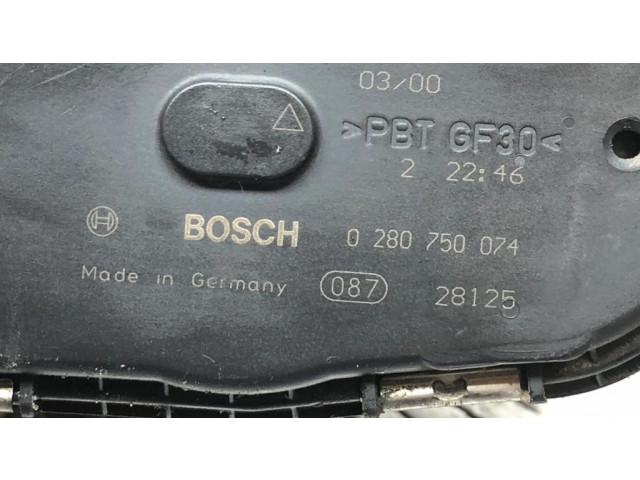 03/00
>PBT GF30<
2 22:46
BOSCH 0 280 750 074
Made in Germany 087 28125